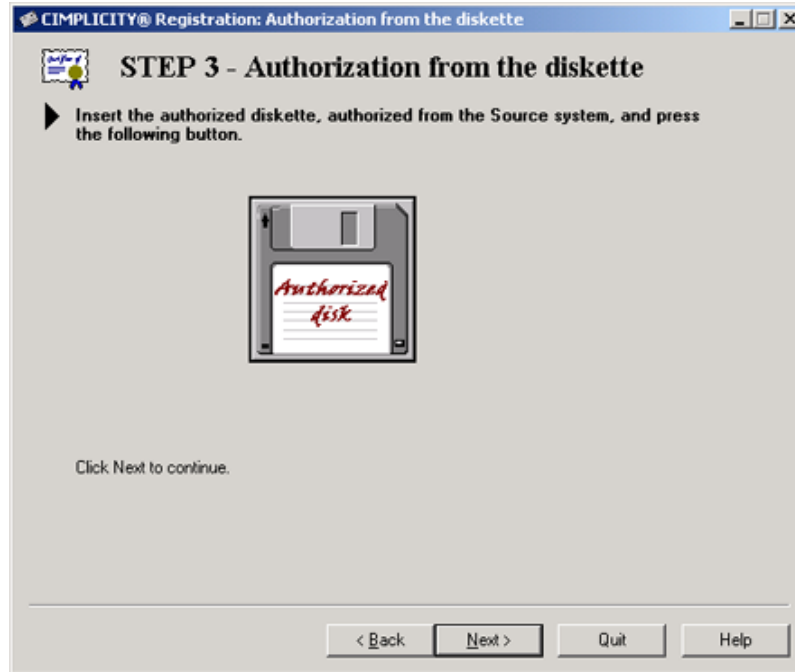 CIMPLICITY® Registration: Authorization from the diskette
STEP 3 - Authorization from the diskette
Insert the authorized diskette, authorized from the Source system, and press
the following button.
Authorized
disk
Click Next to continue.
< Back Next > Quit Help